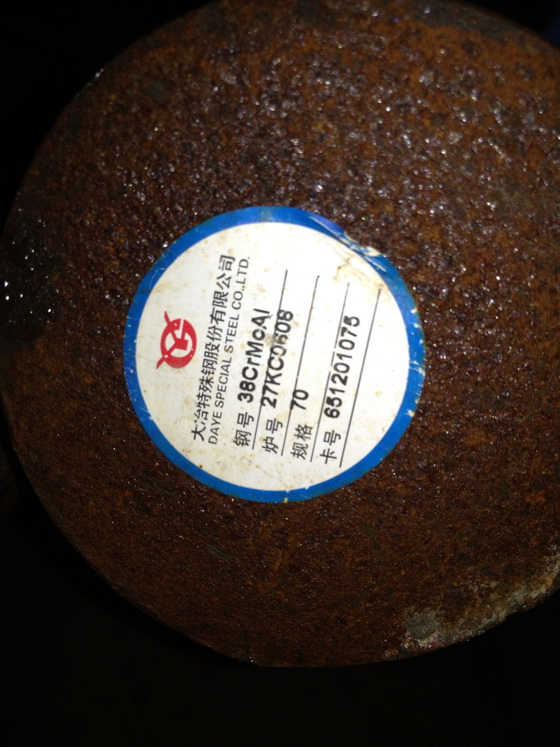 大冶特殊钢股份有限公司
DAYE SPECIAL STEEL CO.,LTD.
钢号 38CrMoAl
炉号 27KC0608
规格 70
卡号 651201075